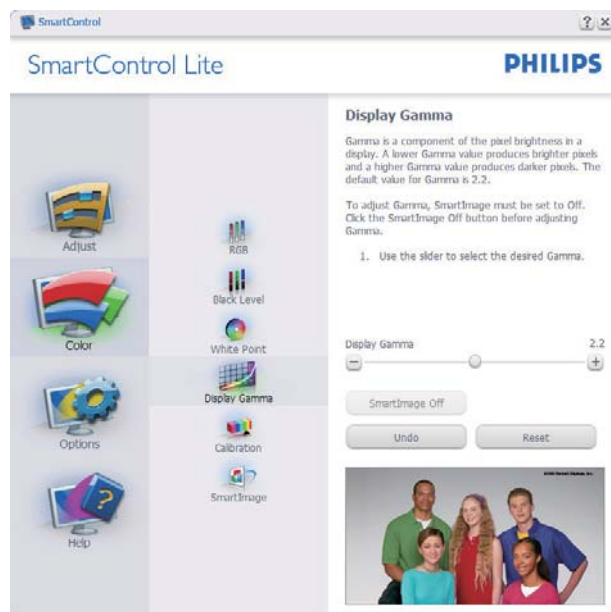 SmartControl
SmartControl Lite
PHILIPS
Adjust
Color
Options
Help
RGB
Black Level
White Point
Display Gamma
Calibration
SmartImage
Display Gamma
Gamma is a component of the pixel brightness in a
display. A lower Gamma value produces brighter pixels
and a higher Gamma value produces darker pixels. The
default value for Gamma is 2.2.
To adjust Gamma, SmartImage must be set to Off.
Click the SmartImage Off button before adjusting
Gamma.
1. Use the slider to select the desired Gamma.
Display Gamma 2.2
SmartImage Off
Undo Reset